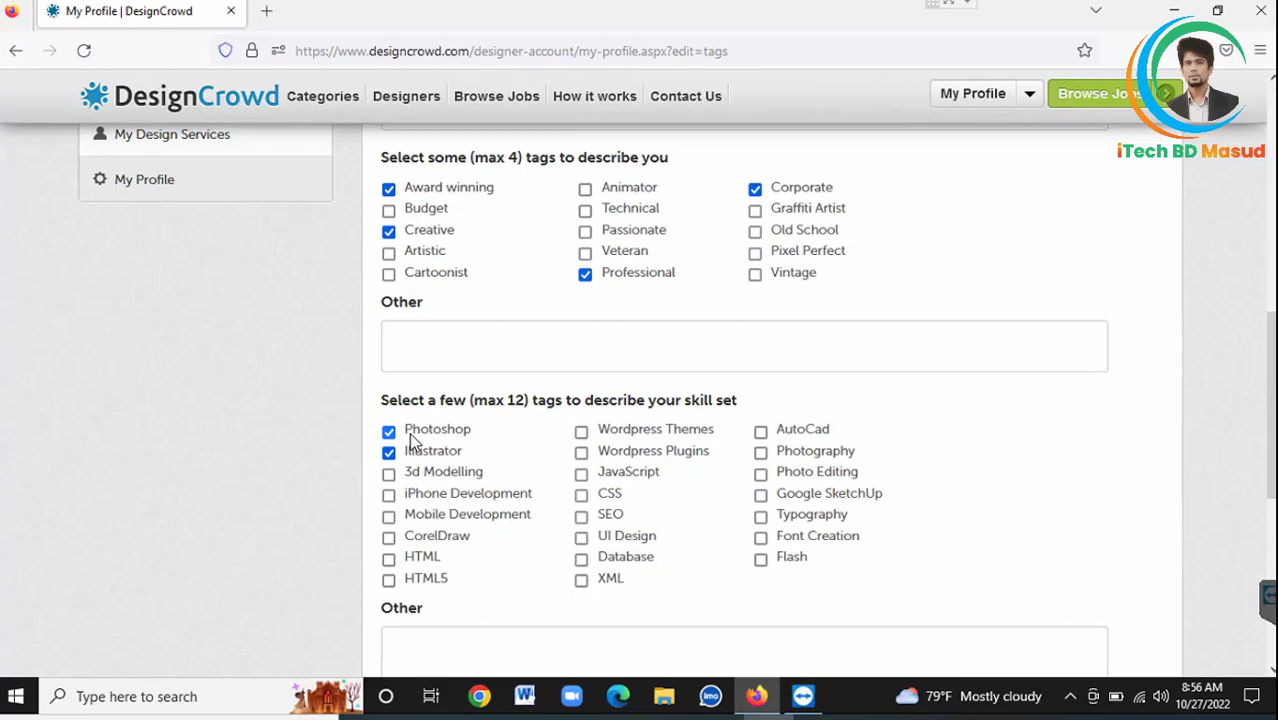 My Profile | DesignCrowd
https://www.designcrowd.com/designer-account/my-profile.aspx?edit=tags
DesignCrowd Categories Designers Browse Jobs How it works Contact Us My Profile Browse Jobs
iTech BD Masud
My Design Services
My Profile
Select some (max 4) tags to describe you
Award winning Animator Corporate
Budget Technical Graffiti Artist
Creative Passionate Old School
Artistic Veteran Pixel Perfect
Cartoonist Professional Vintage
Other
Select a few (max 12) tags to describe your skill set
Photoshop Wordpress Themes AutoCad
Illustrator Wordpress Plugins Photography
3d Modelling JavaScript Photo Editing
iPhone Development CSS Google SketchUp
Mobile Development SEO Typography
CorelDraw UI Design Font Creation
HTML Database Flash
HTML5 XML
Other
Type here to search
imo
79°F Mostly cloudy
8:56 AM
10/27/2022